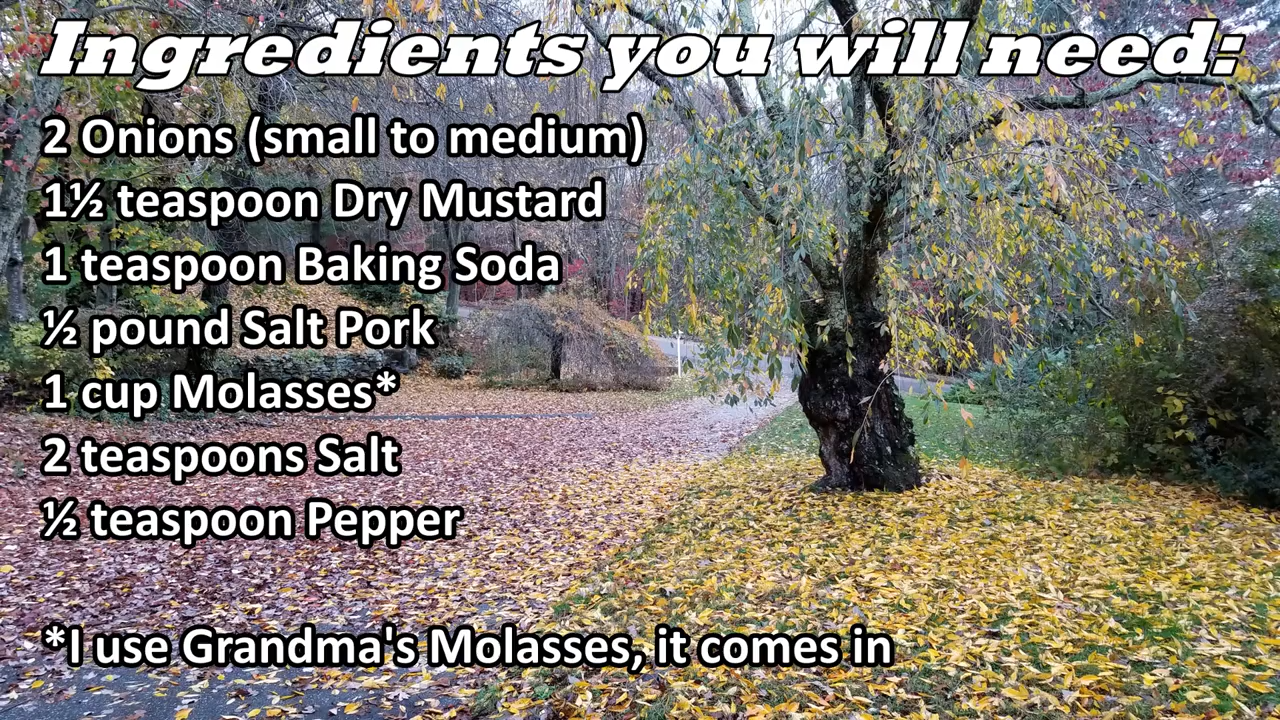 Ingredients you will need:
2 Onions (small to medium)
1½ teaspoon Dry Mustard
1 teaspoon Baking Soda
½ pound Salt Pork
1 cup Molasses*
2 teaspoons Salt
½ teaspoon Pepper
*I use Grandma's Molasses, it comes in